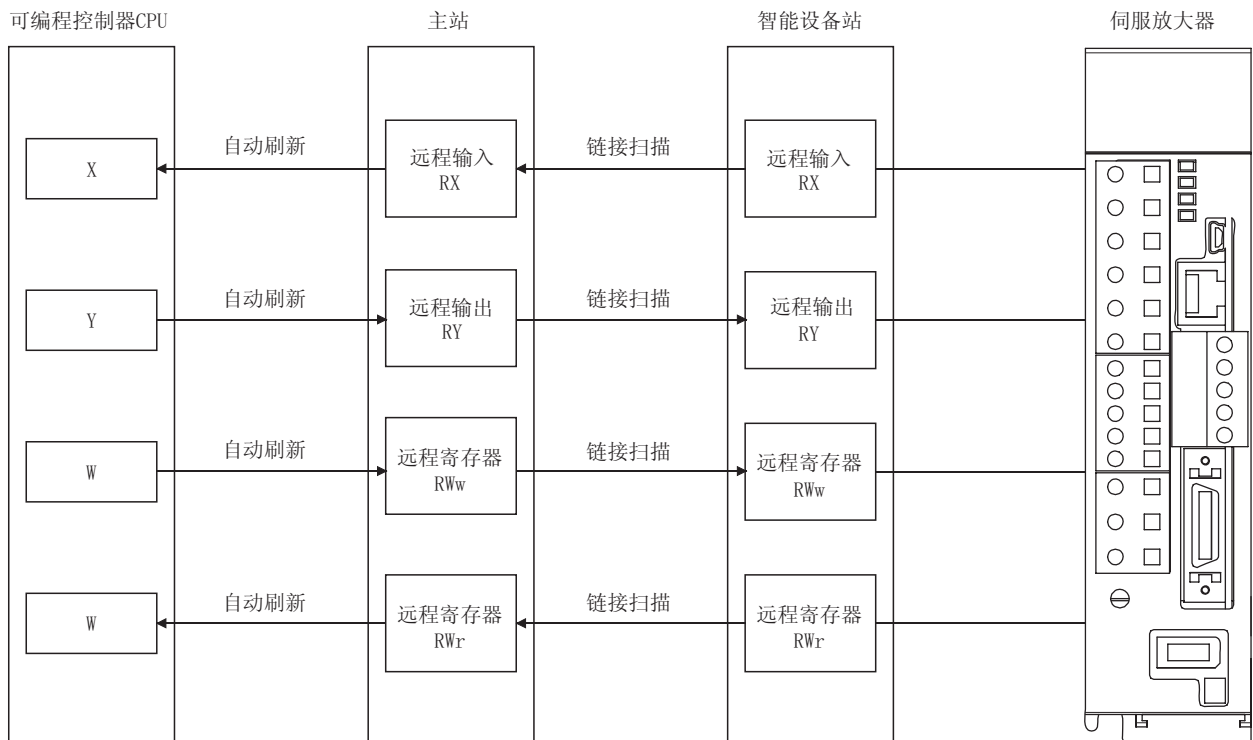 可编程控制器CPU
主站
智能设备站
伺服放大器
X
自动刷新
远程输入
RX
链接扫描
远程输入
RX
Y
自动刷新
远程输出
RY
链接扫描
远程输出
RY
W
自动刷新
远程寄存器
RWw
链接扫描
远程寄存器
RWw
W
自动刷新
远程寄存器
RWr
链接扫描
远程寄存器
RWr